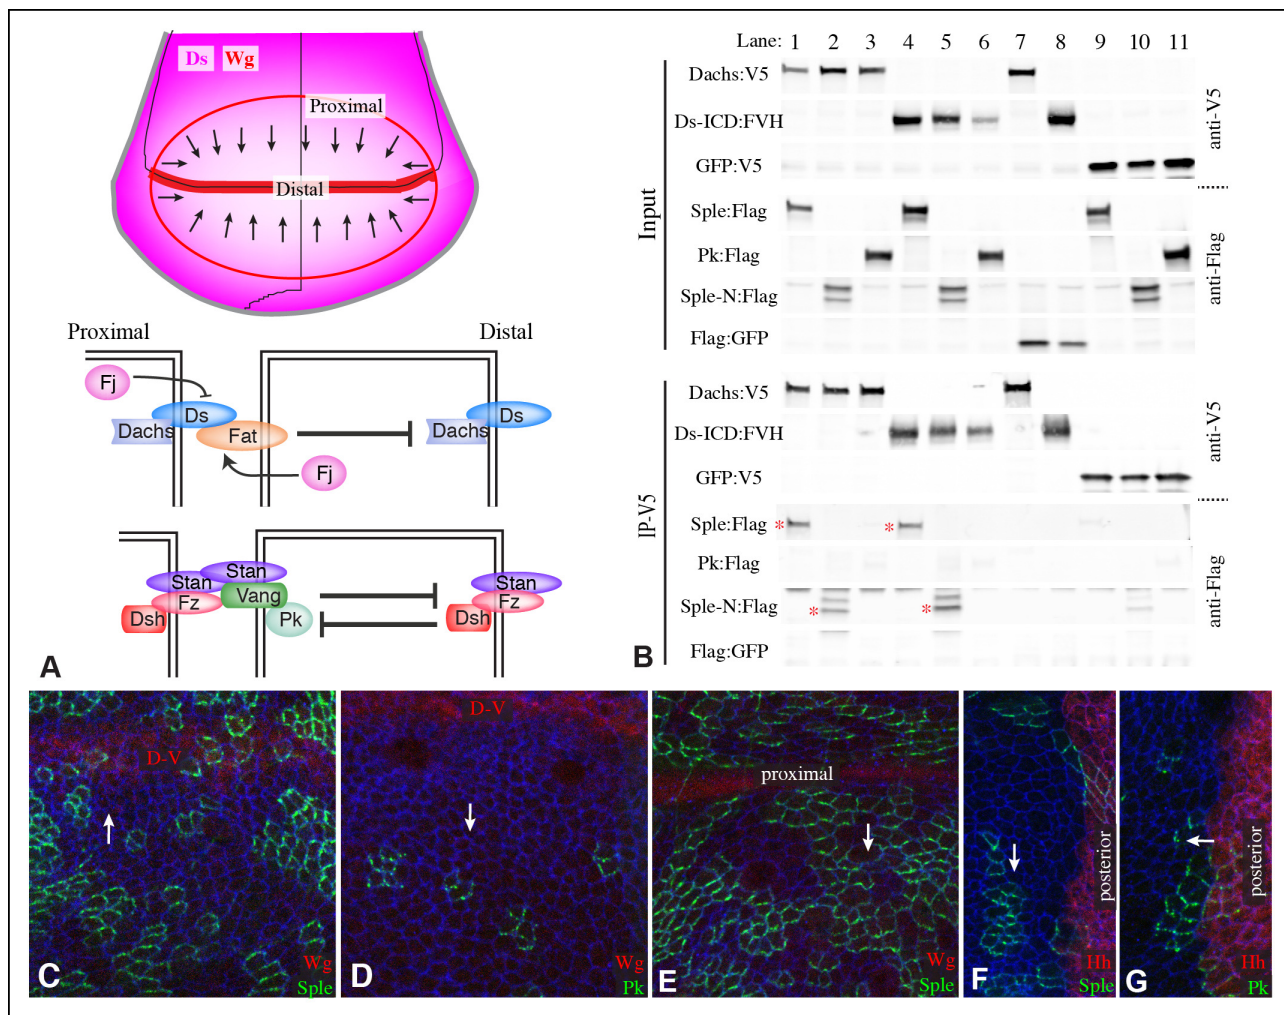 Ds Wg
Proximal
Distal
Proximal Distal
Fj
Ds
Dachs
Fat
Fj
Ds
Dachs
Stan
Stan
Fz
Vang
Dsh
Pk
Stan
Fz
Dsh
A
Lane: 1 2 3 4 5 6 7 8 9 10 11
Input
Dachs:V5
Ds-ICD:FVH
GFP:V5
anti-V5
Sple:Flag
Pk:Flag
Sple-N:Flag
Flag:GFP
anti-Flag
IP-V5
Dachs:V5
Ds-ICD:FVH
GFP:V5
anti-V5
* Sple:Flag *
Pk:Flag
Sple-N:Flag * *
Flag:GFP
anti-Flag
B
D-V
C
Wg
Sple
D-V
D
Wg
Pk
proximal
E
Wg
Sple
posterior
F
Hh
Sple
posterior
G
Hh
Pk